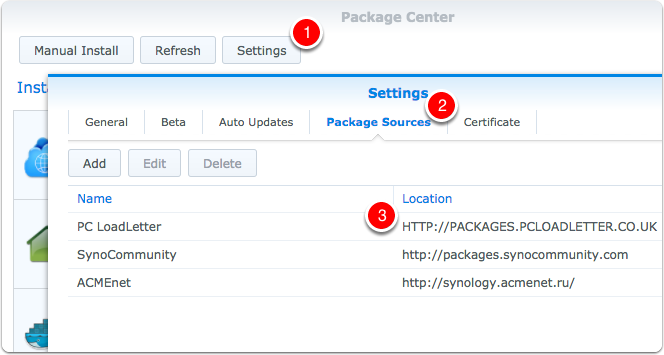 Package Center
1
Manual Install Refresh Settings
Settings
2
General Beta Auto Updates Package Sources Certificate
Add Edit Delete
Name Location
3
PC LoadLetter HTTP://PACKAGES.PCLOADLETTER.CO.UK
SynoCommunity http://packages.synocommunity.com
ACMEnet http://synology.acmenet.ru/